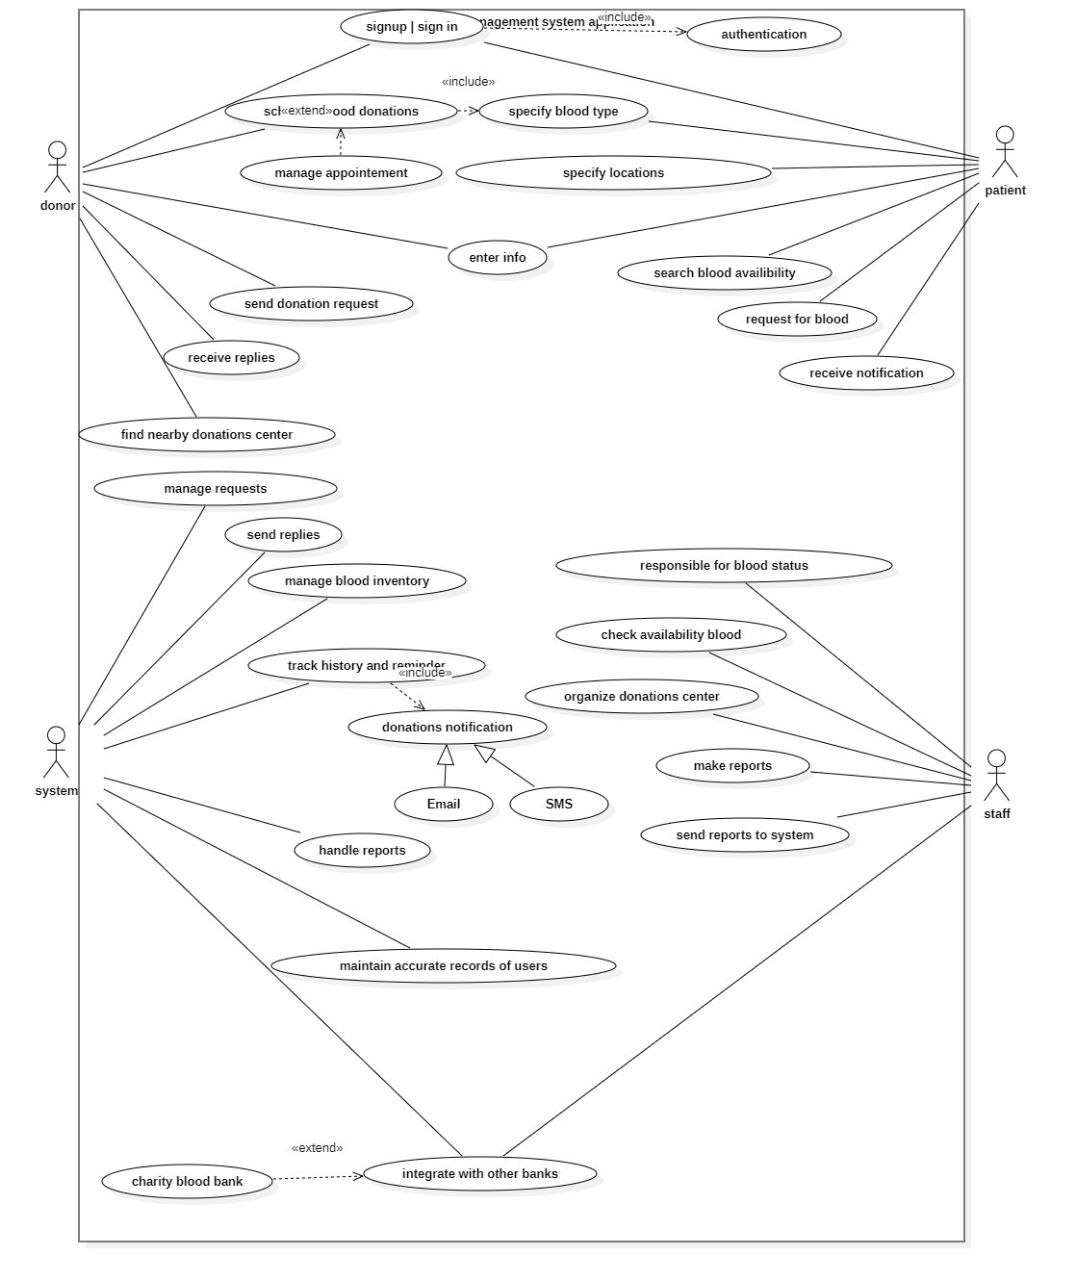 signup | sign in
system
«include»
authentication
«include»
«extend»
donations
specify blood type
manage appointement
specify locations
donor
patient
enter info
search blood availibility
send donation request
request for blood
receive replies
receive notification
find nearby donations center
manage requests
send replies
responsible for blood status
manage blood inventory
check availability blood
track history and reminder
«include»
organize donations center
donations notification
make reports
system
Email
SMS
staff
send reports to system
handle reports
maintain accurate records of users
«extend»
integrate with other banks
charity blood bank